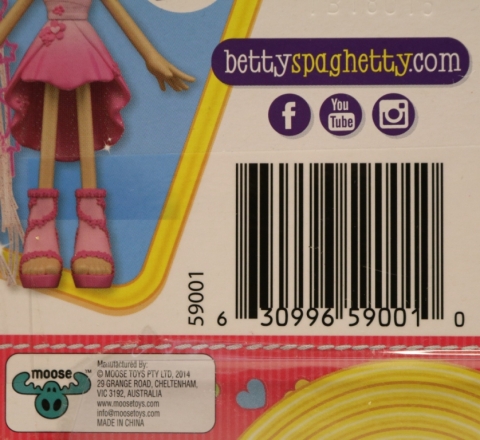 bettyspaghetty.com
f
You
Tube
59001
6 30996 59001 0
moose™
Manufactured By:
© MOOSE TOYS PTY LTD, 2014
29 GRANGE ROAD, CHELTENHAM,
VIC 3192, AUSTRALIA
www.moosetoys.com
info@moosetoys.com
MADE IN CHINA